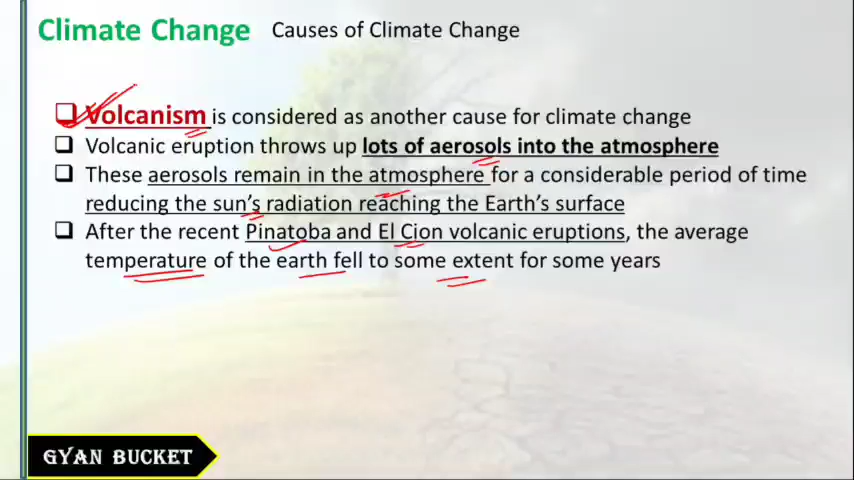 Climate Change Causes of Climate Change
Volcanism is considered as another cause for climate change
Volcanic eruption throws up lots of aerosols into the atmosphere
These aerosols remain in the atmosphere for a considerable period of time
reducing the sun's radiation reaching the Earth's surface
After the recent Pinatoba and El Cion volcanic eruptions, the average
temperature of the earth fell to some extent for some years
GYAN BUCKET